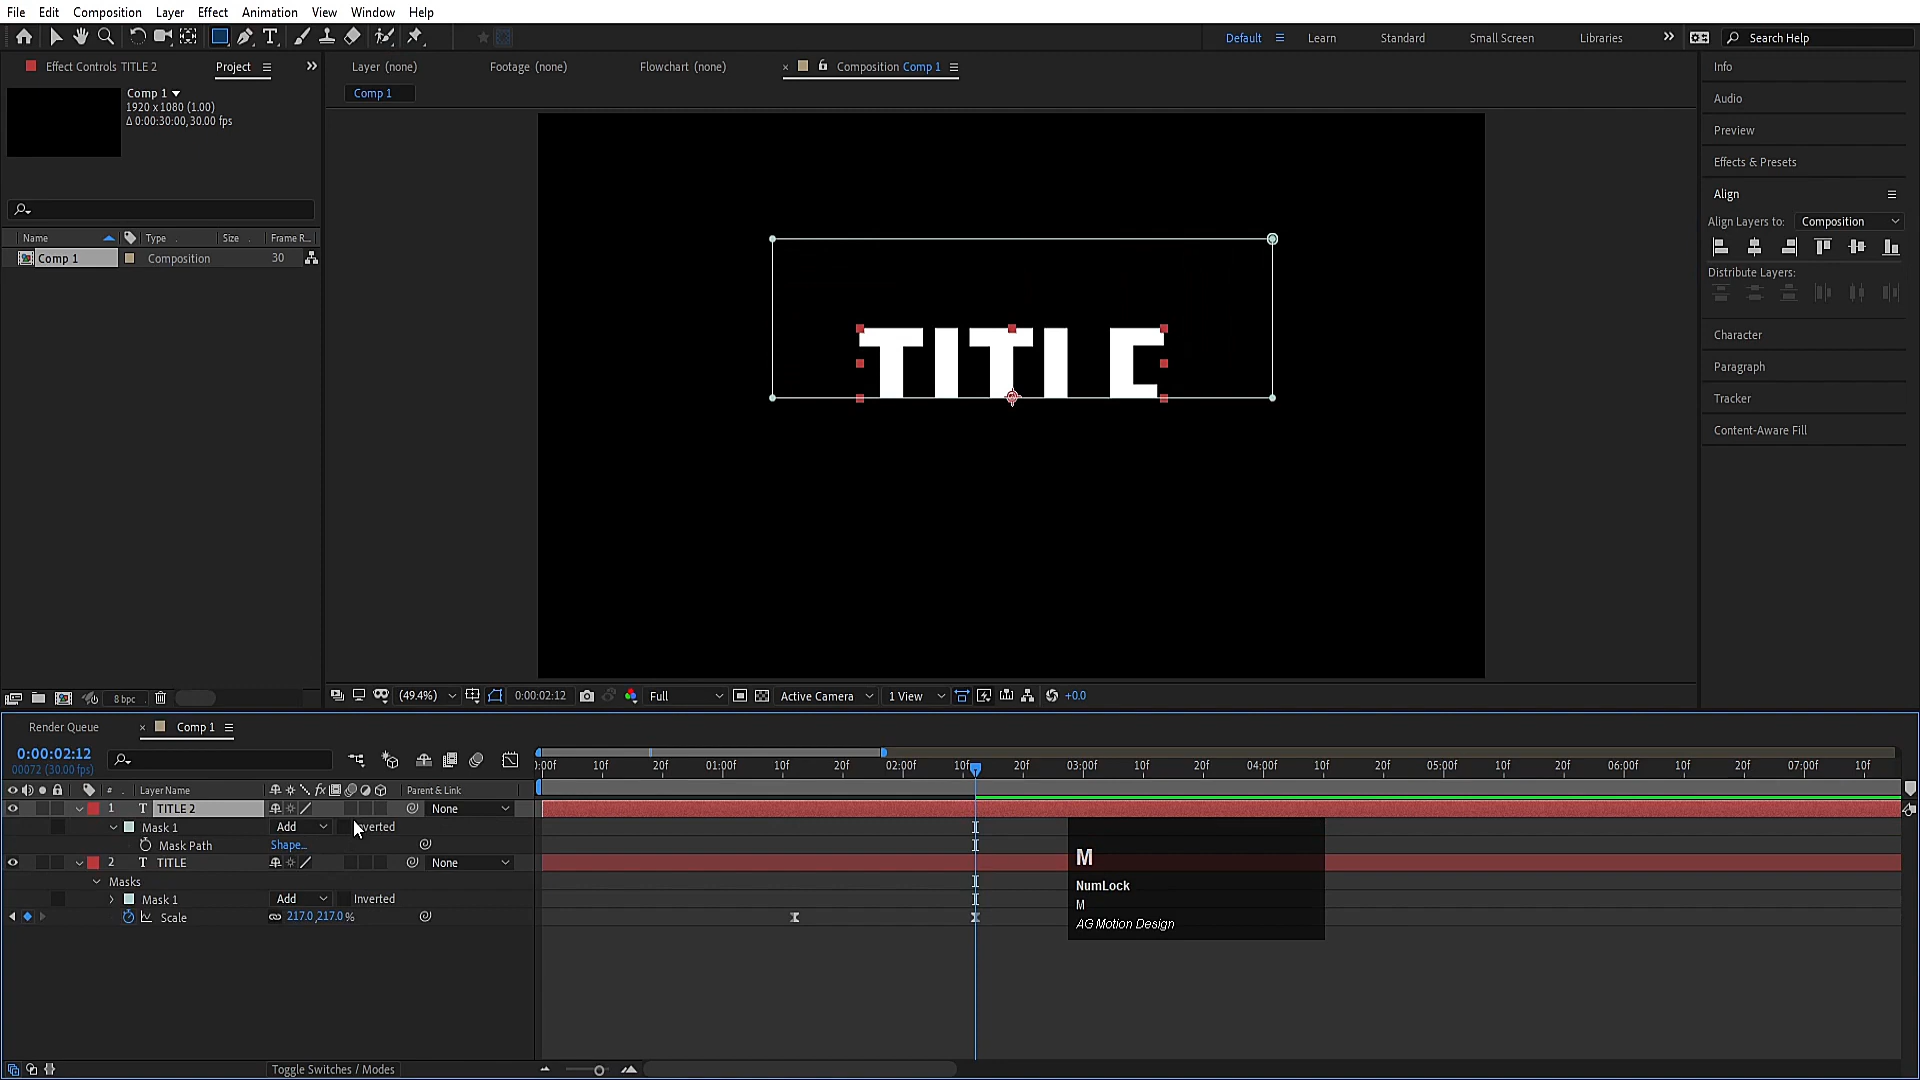 File Edit Composition Layer Effect Animation View Window Help
Default Learn Standard Small Screen Libraries Search Help
Effect Controls TITLE 2 Project
Layer (none) Footage (none) Flowchart (none) Composition Comp 1
Comp 1
Comp 1
1920 x 1080 (1.00)
Δ 0:00:30:00, 30.00 fps
Name Type Size Frame R...
Comp 1 Composition 30
8 bpc
TITLE
(49.4%) 0:00:02:12 Full Active Camera 1 View +0.0
Info
Audio
Preview
Effects & Presets
Align
Align Layers to: Composition
Distribute Layers:
Character
Paragraph
Tracker
Content-Aware Fill
Render Queue Comp 1
0:00:02:12
00072 (30.00 fps)
):00f 10f 20f 01:00f 10f 20f 02:00f 10f 20f 03:00f 10f 20f 04:00f 10f 20f 05:00f 10f 20f 06:00f 10f 20f 07:00f 10f
# Layer Name fx Parent & Link
1 T TITLE 2 None
Mask 1 Add Inverted
Mask Path Shape...
2 T TITLE None
Masks
Mask 1 Add Inverted
Scale 217.0,217.0%
M
NumLock
M
AG Motion Design
Toggle Switches / Modes